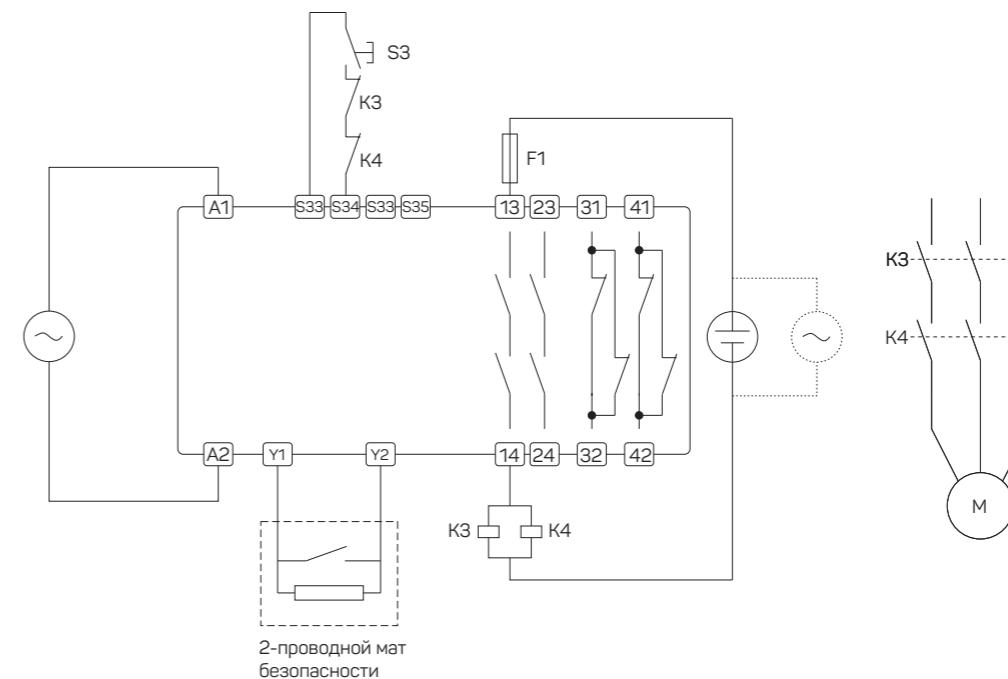 S3
K3
K4
F1
A1
S33
S34
S33
S35
13
23
31
41
K3
K4
A2
Y1
Y2
14
24
32
42
K3
K4
M
2-проводной мат
безопасности